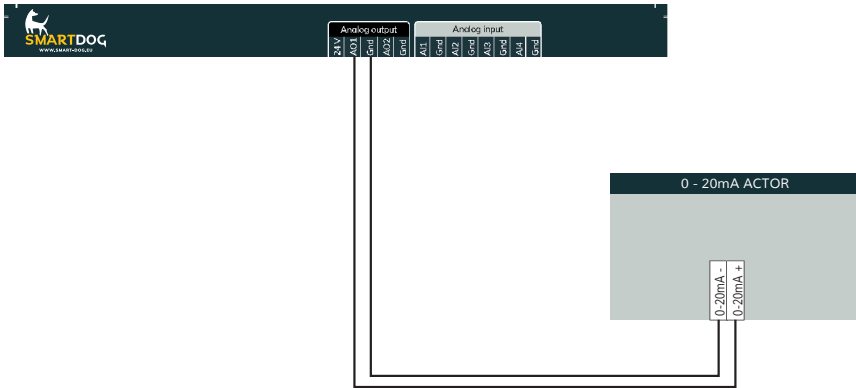 SMARTDOG
WWW.SMART-DOG.EU
Analog output
24V
AO1
Gnd
AO2
Gnd
Analog input
AI1
Gnd
AI2
Gnd
AI3
Gnd
AI4
Gnd
0 - 20mA ACTOR
0-20mA -
0-20mA +